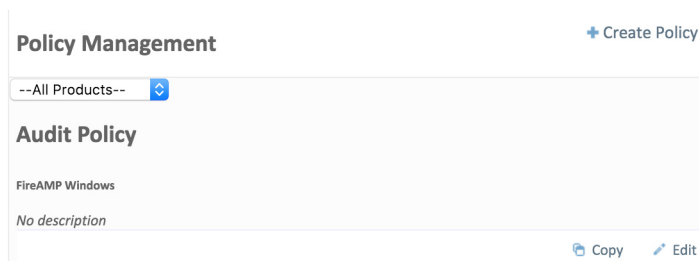 Policy Management
Create Policy
--All Products--
Audit Policy
FireAMP Windows
No description
Copy Edit